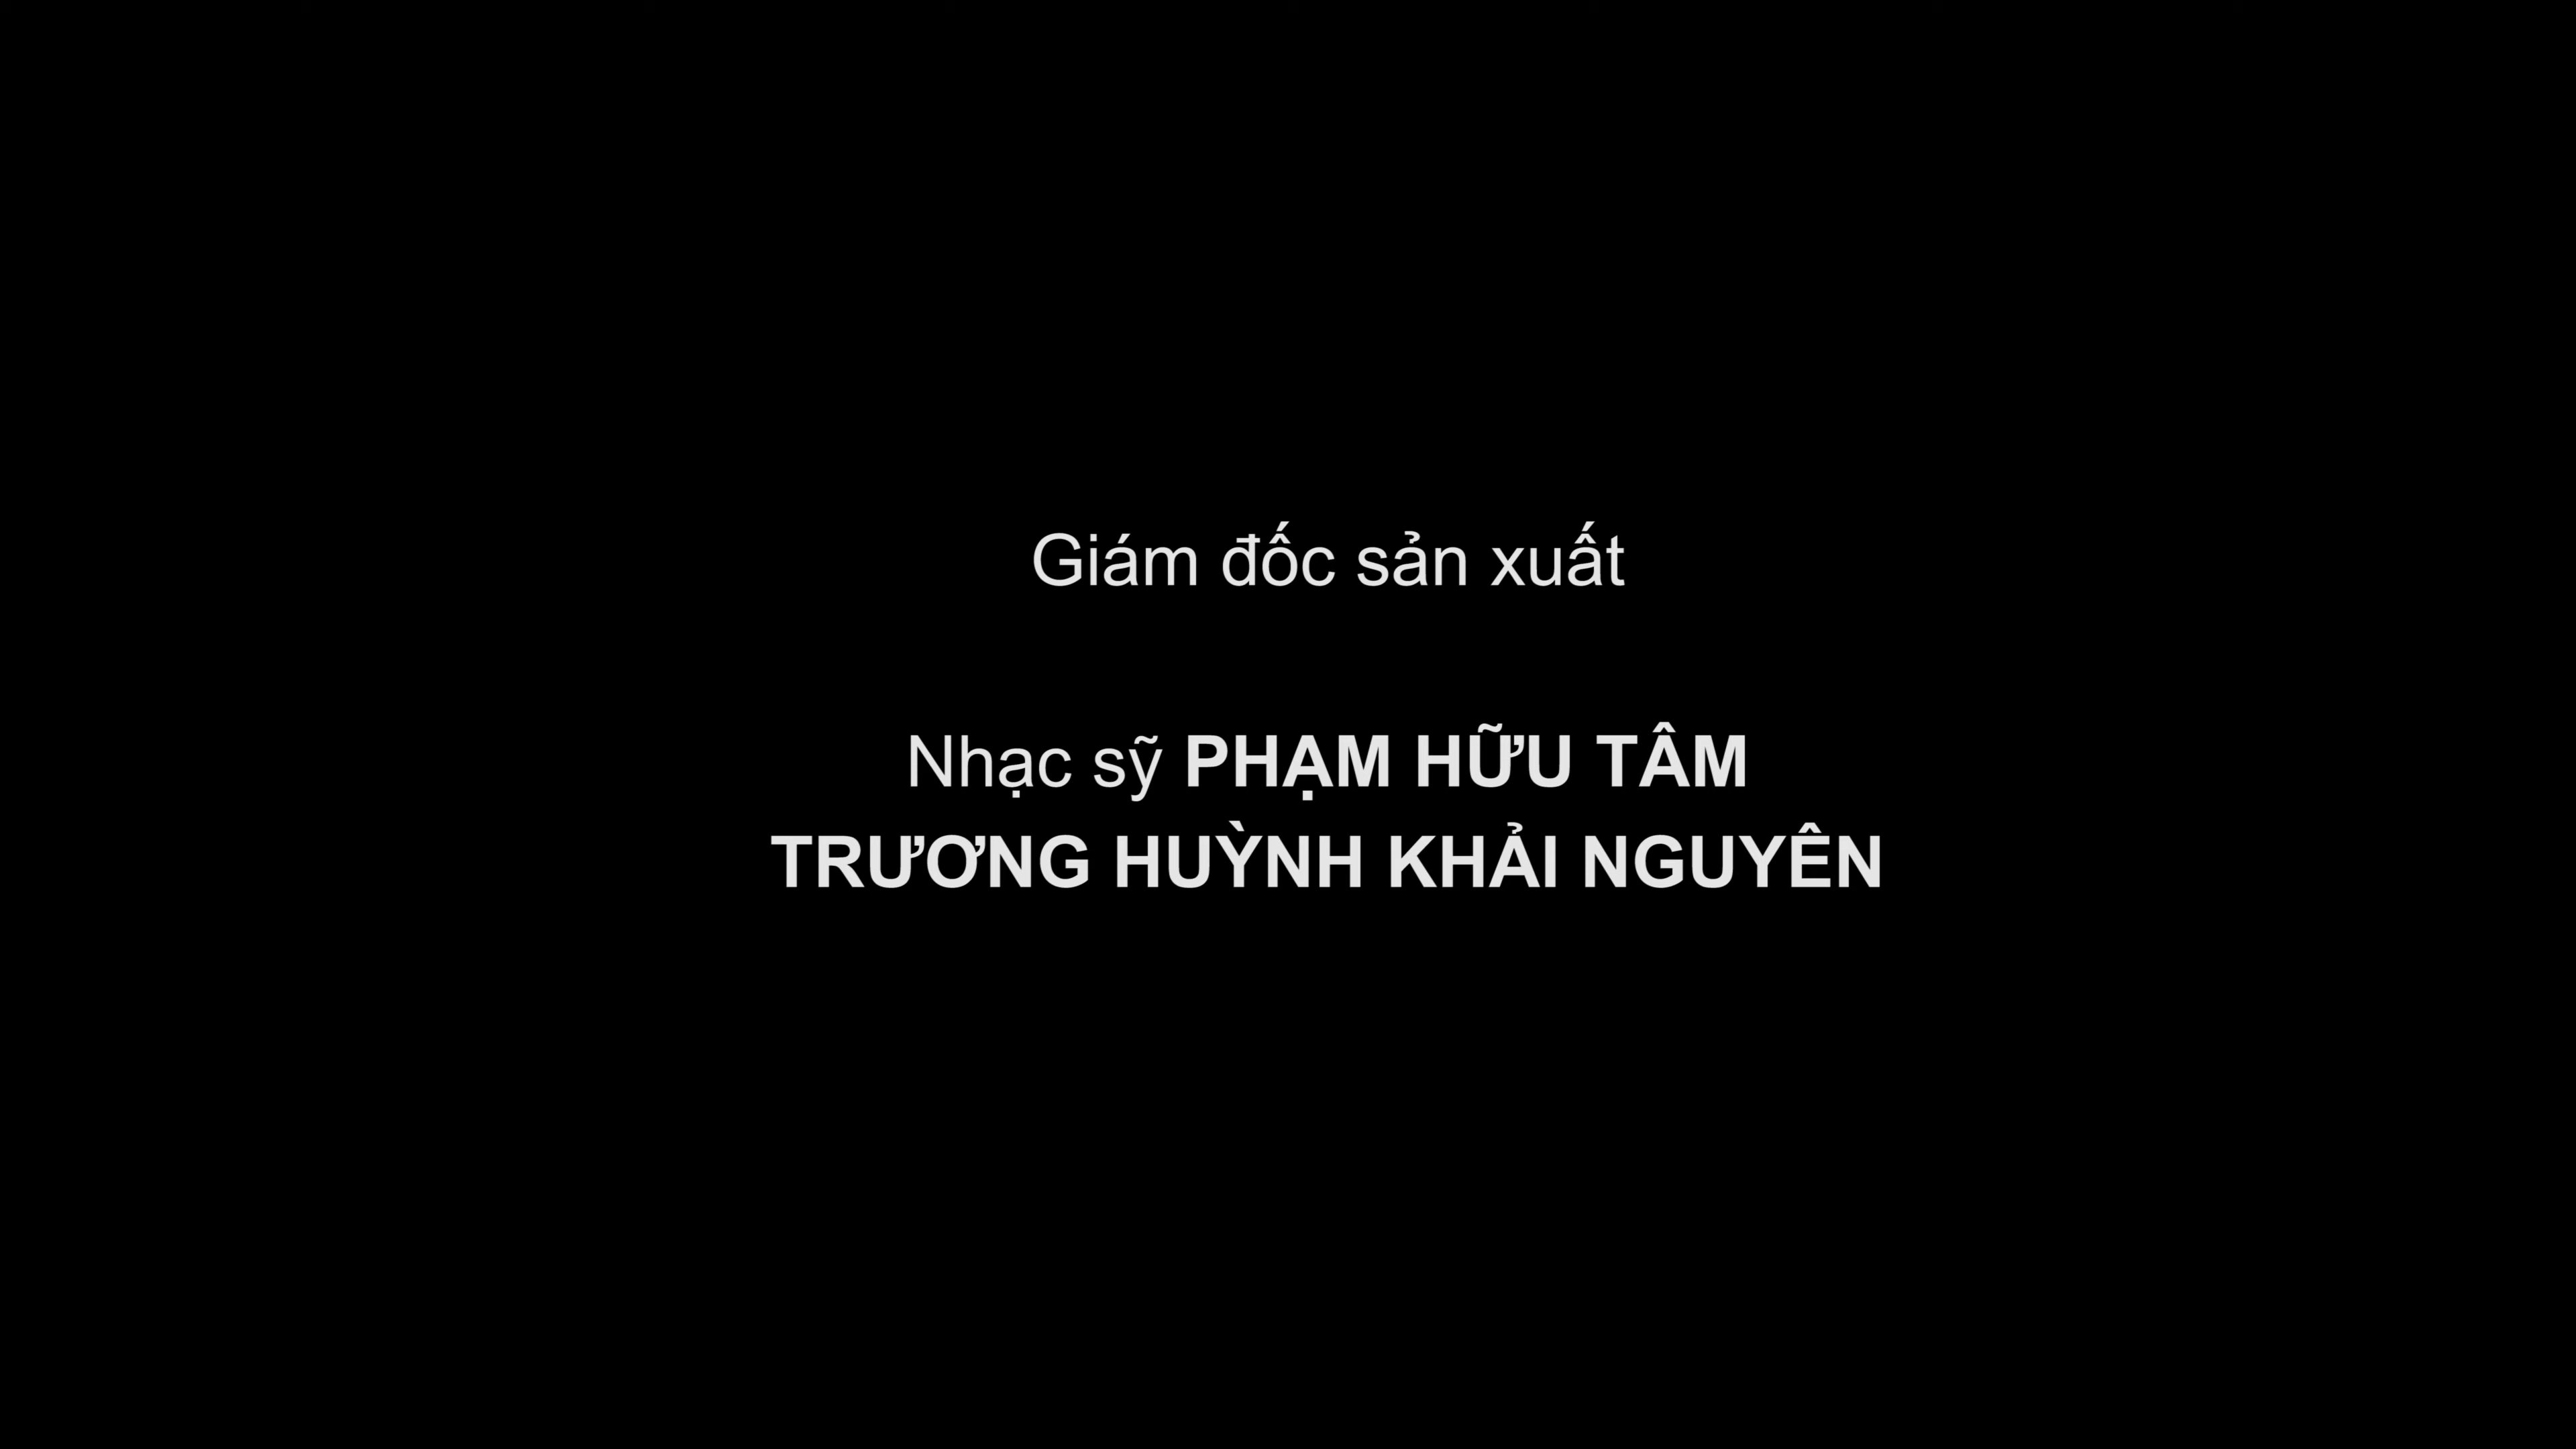 Giám đốc sản xuất
Nhạc sỹ PHẠM HỮU TÂM
TRƯƠNG HUỲNH KHẢI NGUYÊN